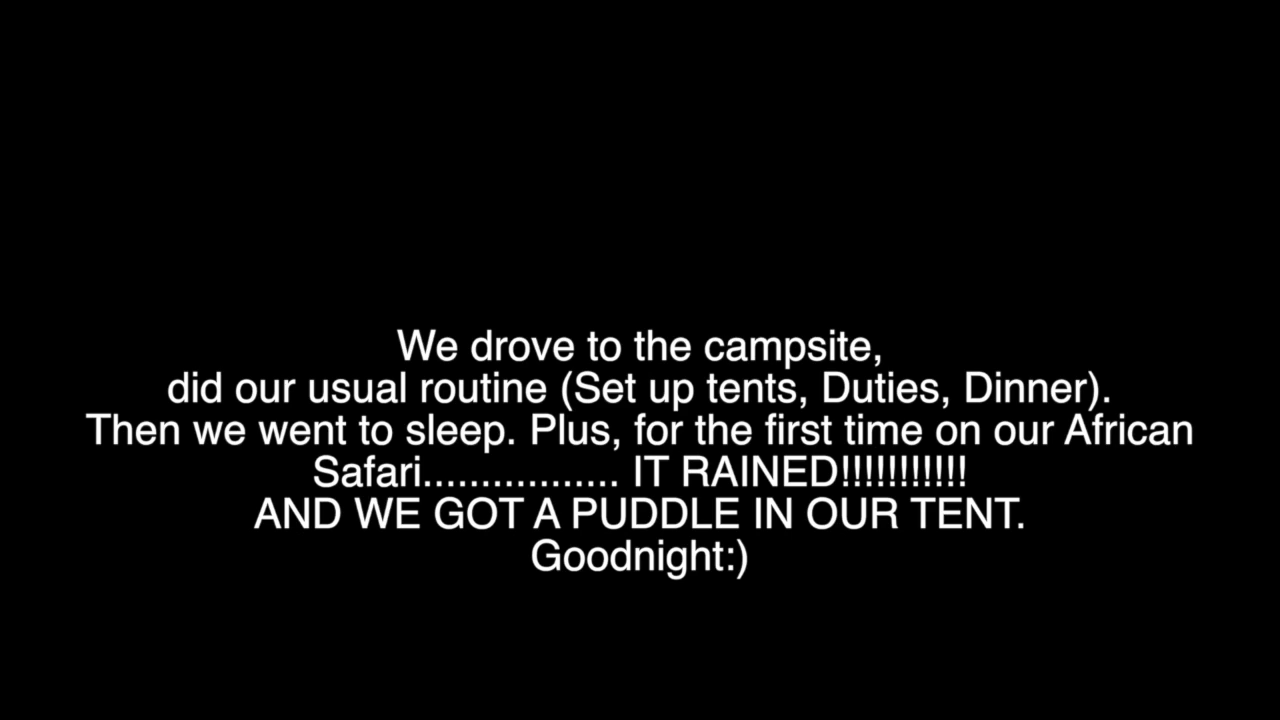 We drove to the campsite,
did our usual routine (Set up tents, Duties, Dinner).
Then we went to sleep. Plus, for the first time on our African
Safari................. IT RAINED!!!!!!!!!!!
AND WE GOT A PUDDLE IN OUR TENT.
Goodnight:)